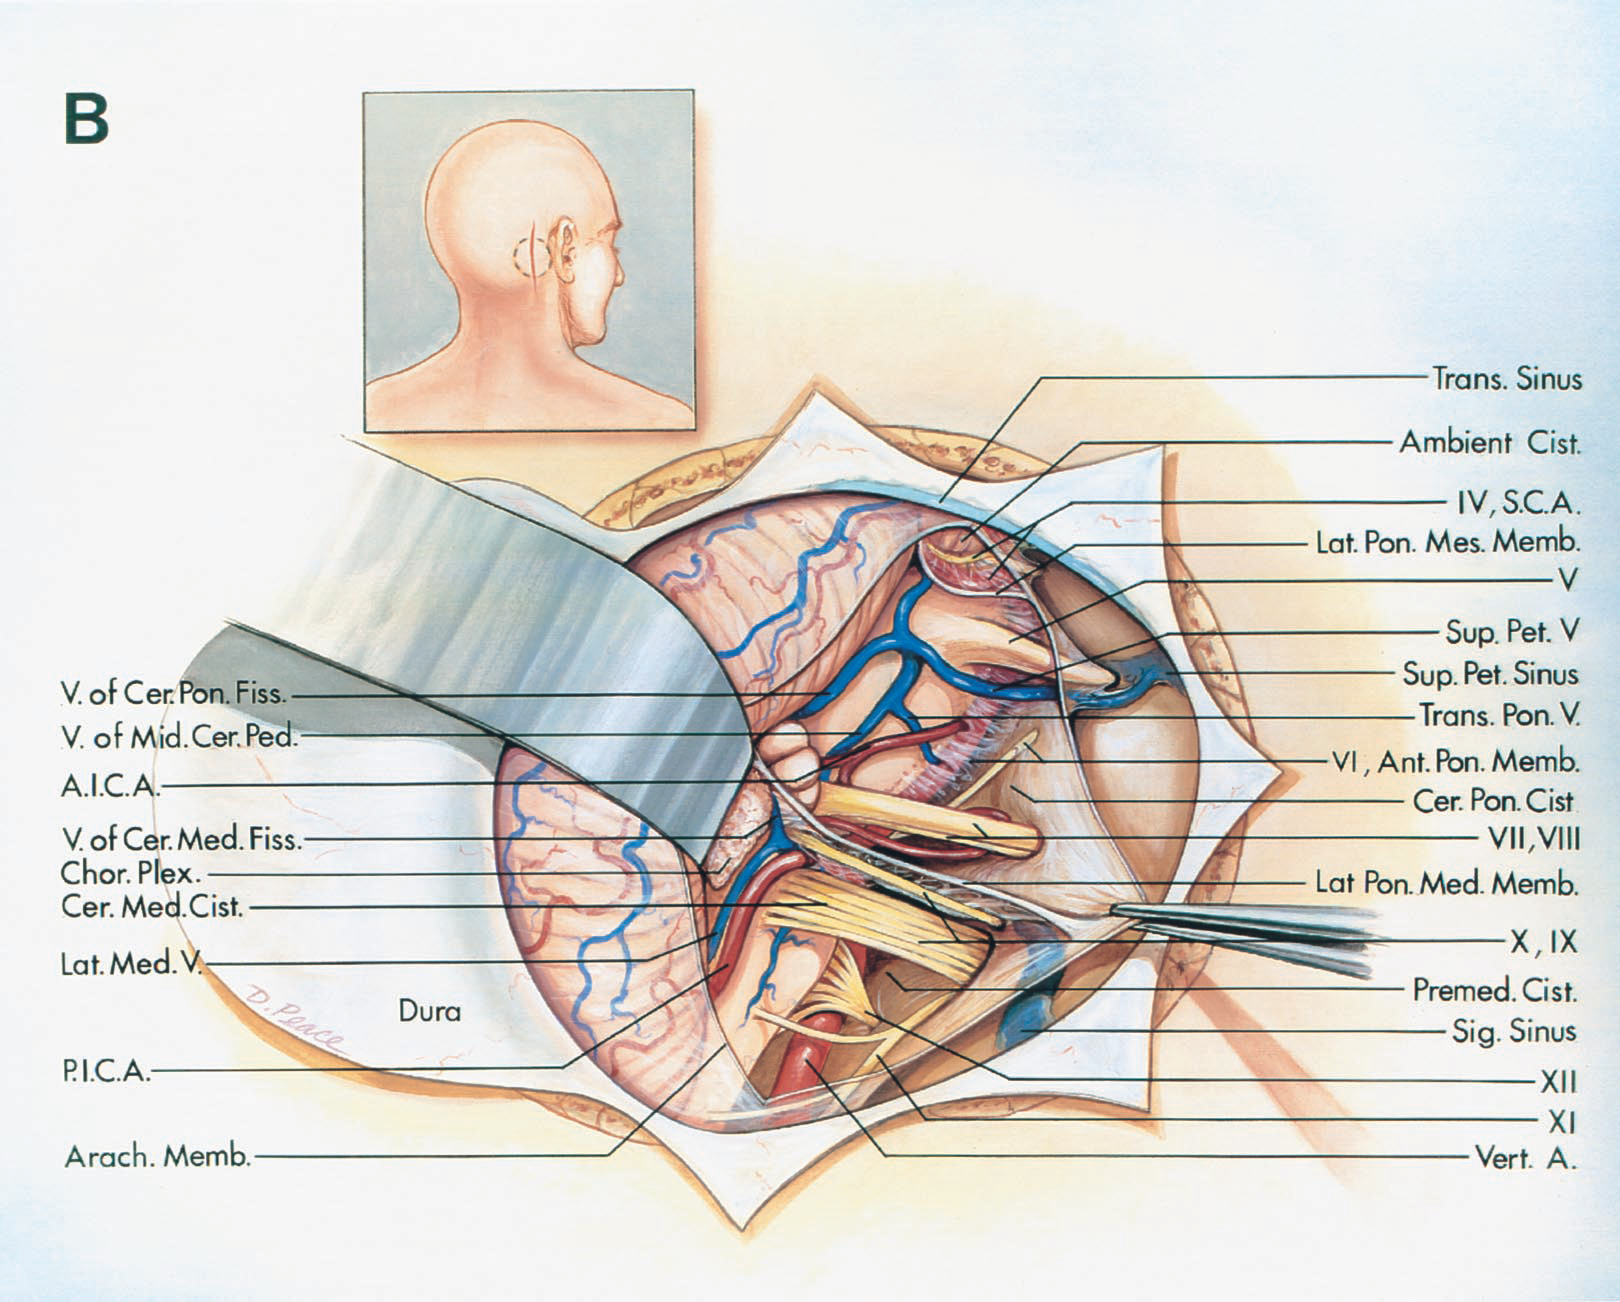 B
Trans. Sinus
Ambient Cist.
IV, S.C.A.
Lat. Pon. Mes. Memb.
V
Sup. Pet. V
Sup. Pet. Sinus
Trans. Pon. V.
VI, Ant. Pon. Memb.
Cer. Pon. Cist
VII, VIII
Lat Pon. Med. Memb.
X, IX
Premed. Cist.
Sig. Sinus
XII
XI
Vert. A.
V. of Cer. Pon. Fiss.
V. of Mid. Cer. Ped.
A.I.C.A.
V. of Cer. Med. Fiss.
Chor. Plex.
Cer. Med. Cist.
Lat. Med. V.
Dura
D. Peace
P.I.C.A.
Arach. Memb.